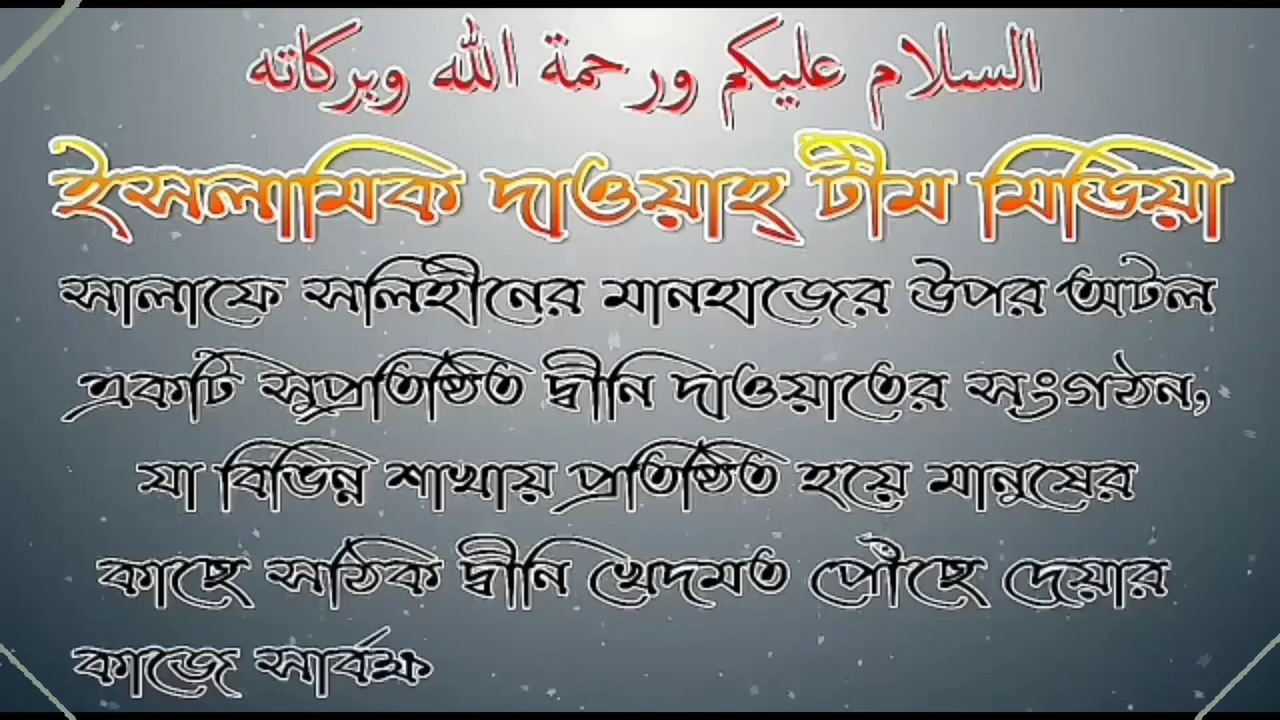 السلام عليكم ورحمة الله وبركاته
ইসলামিক দাওয়াহ্ টীম মিডিয়া
সালাফে সলিহীনের মানহাজের উপর অটল
একটি সুপ্রতিষ্ঠিত দ্বীনি দাওয়াতের সংগঠন,
যা বিভিন্ন শাখায় প্রতিষ্ঠিত হয়ে মানুষের
কাছে সঠিক দ্বীনি খেদমত পৌঁছে দেয়ার
কাজে সার্বক্ষ